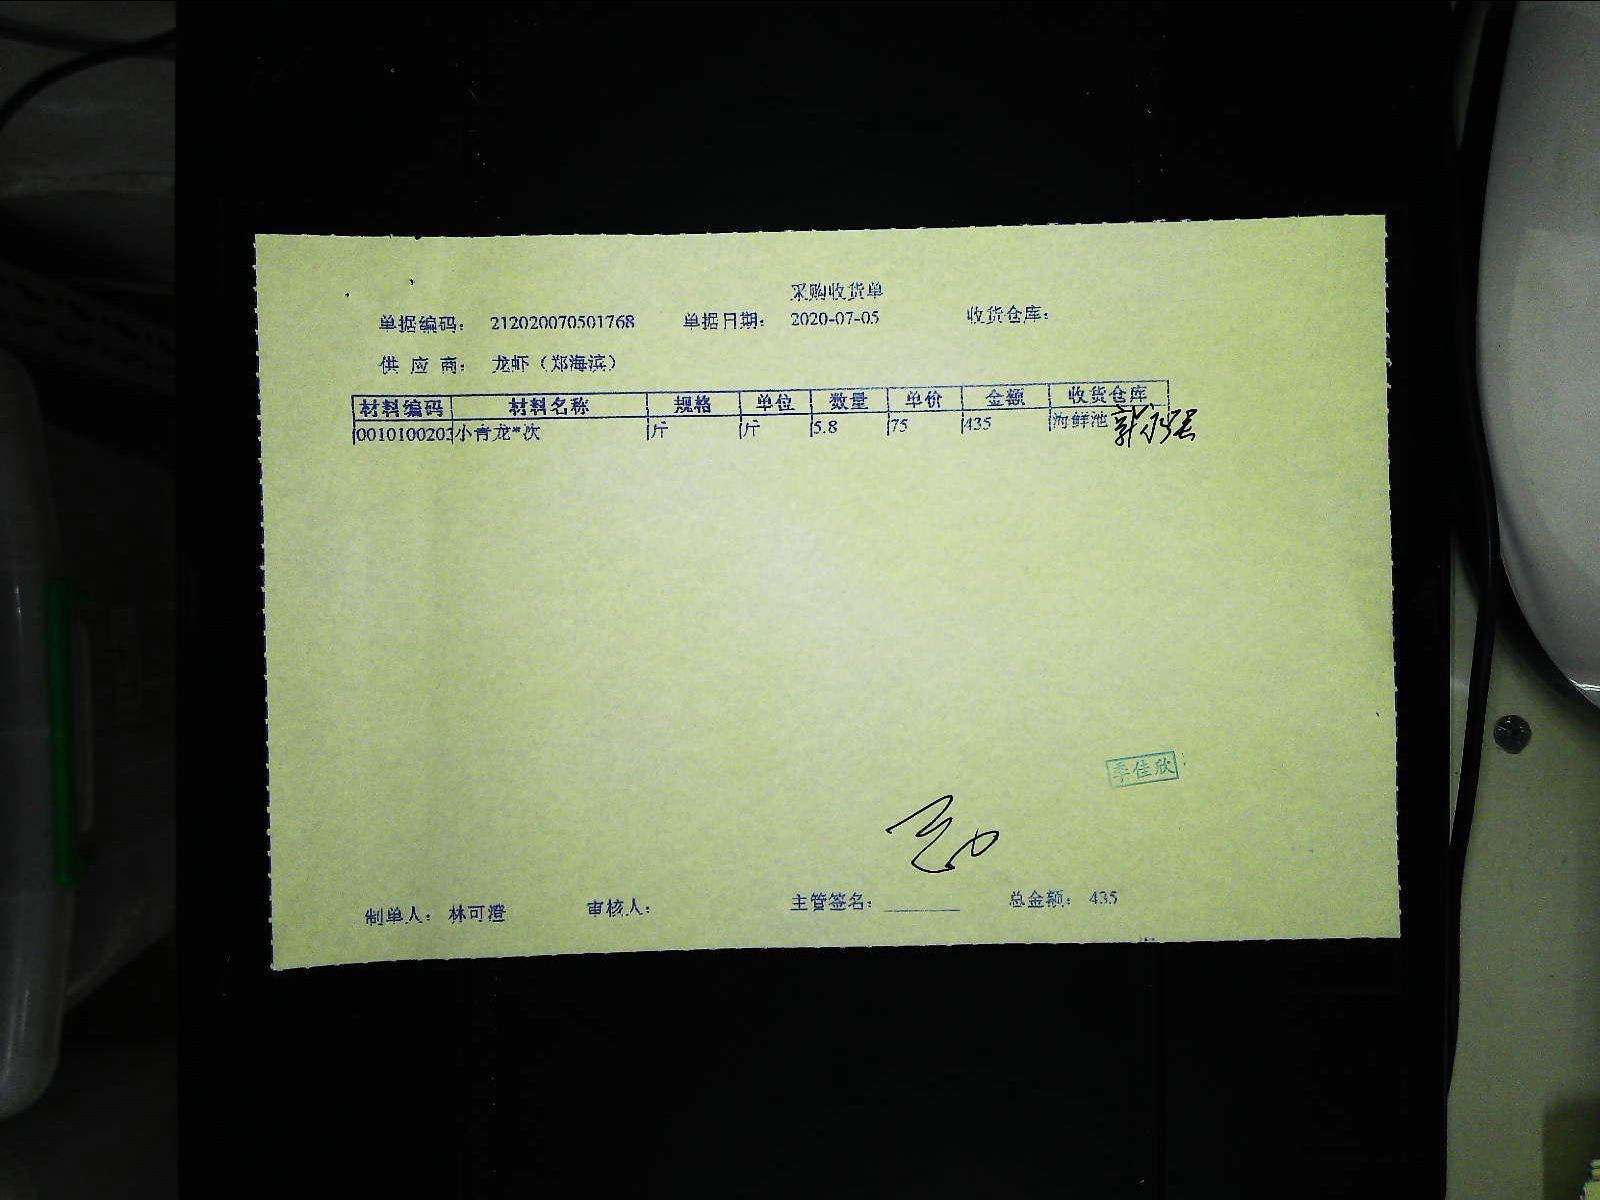 采购收货单
单据编码： 212020070501768 单据日期： 2020-07-05 收货仓库：
供 应 商： 龙虾（郑海滨）
材料编码 材料名称 规格 单位 数量 单价 金额 收货仓库
0010100202 小青龙*次 斤 斤 5.8 75 435 海鲜池
季佳欣
制单人： 林可澄 审核人： 主管签名： 总金额： 435